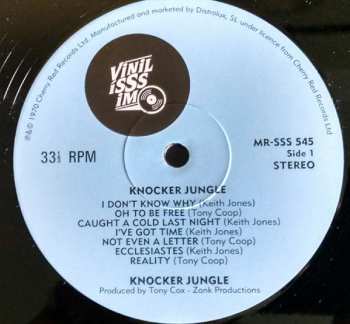 ℗&© 1970 Cherry Red Records Ltd. Manufactured and marketed by Distrolux, SL under licence from Cherry Red Records Ltd
VINIL
ISSS
IMO
33⅓ RPM
MR-SSS 545
Side 1
STEREO
KNOCKER JUNGLE
I DON'T KNOW WHY (Keith Jones)
OH TO BE FREE (Tony Coop)
CAUGHT A COLD LAST NIGHT (Keith Jones)
I'VE GOT TIME (Keith Jones)
NOT EVEN A LETTER (Tony Coop)
ECCLESIASTES (Keith Jones)
REALITY (Tony Coop)
KNOCKER JUNGLE
Produced by Tony Cox - Zonk Productions